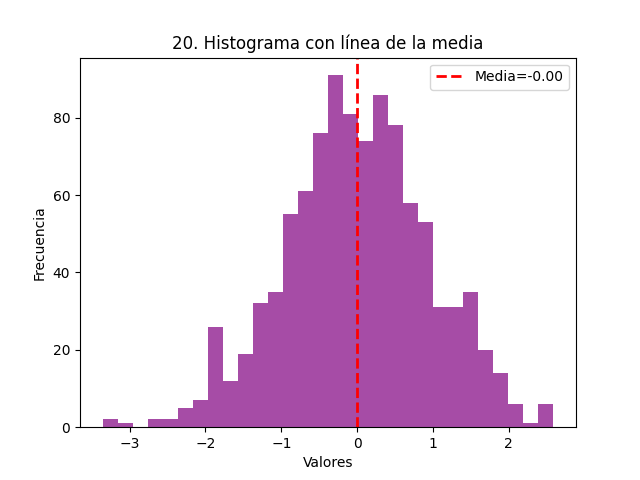 20. Histograma con línea de la media
Media=-0.00
Frecuencia
80
60
40
20
0
−3
−2
−1
0
1
2
Valores